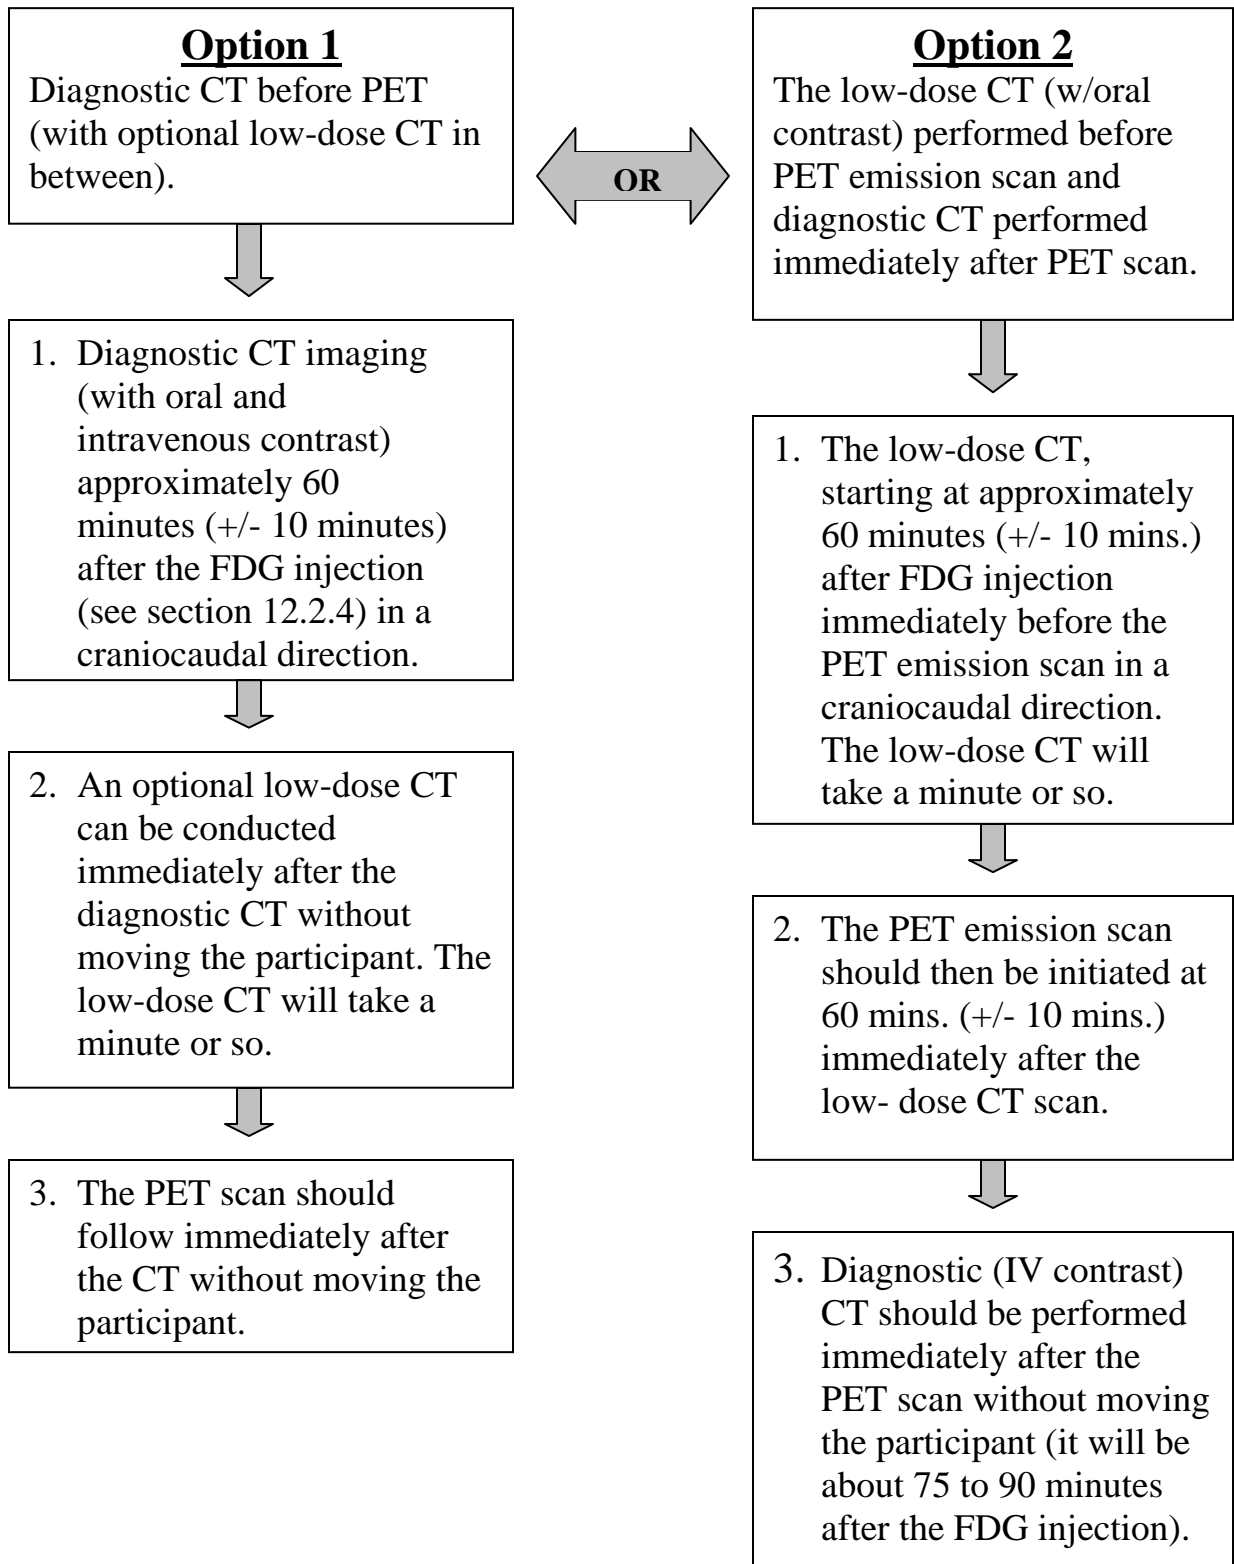 Option 1
Diagnostic CT before PET
(with optional low-dose CT in
between).
1. Diagnostic CT imaging
(with oral and
intravenous contrast)
approximately 60
minutes (+/- 10 minutes)
after the FDG injection
(see section 12.2.4) in a
craniocaudal direction.
2. An optional low-dose CT
can be conducted
immediately after the
diagnostic CT without
moving the participant. The
low-dose CT will take a
minute or so.
3. The PET scan should
follow immediately after
the CT without moving the
participant.
OR
Option 2
The low-dose CT (w/oral
contrast) performed before
PET emission scan and
diagnostic CT performed
immediately after PET scan.
1. The low-dose CT,
starting at approximately
60 minutes (+/- 10 mins.)
after FDG injection
immediately before the
PET emission scan in a
craniocaudal direction.
The low-dose CT will
take a minute or so.
2. The PET emission scan
should then be initiated at
60 mins. (+/- 10 mins.)
immediately after the
low- dose CT scan.
3. Diagnostic (IV contrast)
CT should be performed
immediately after the
PET scan without moving
the participant (it will be
about 75 to 90 minutes
after the FDG injection).